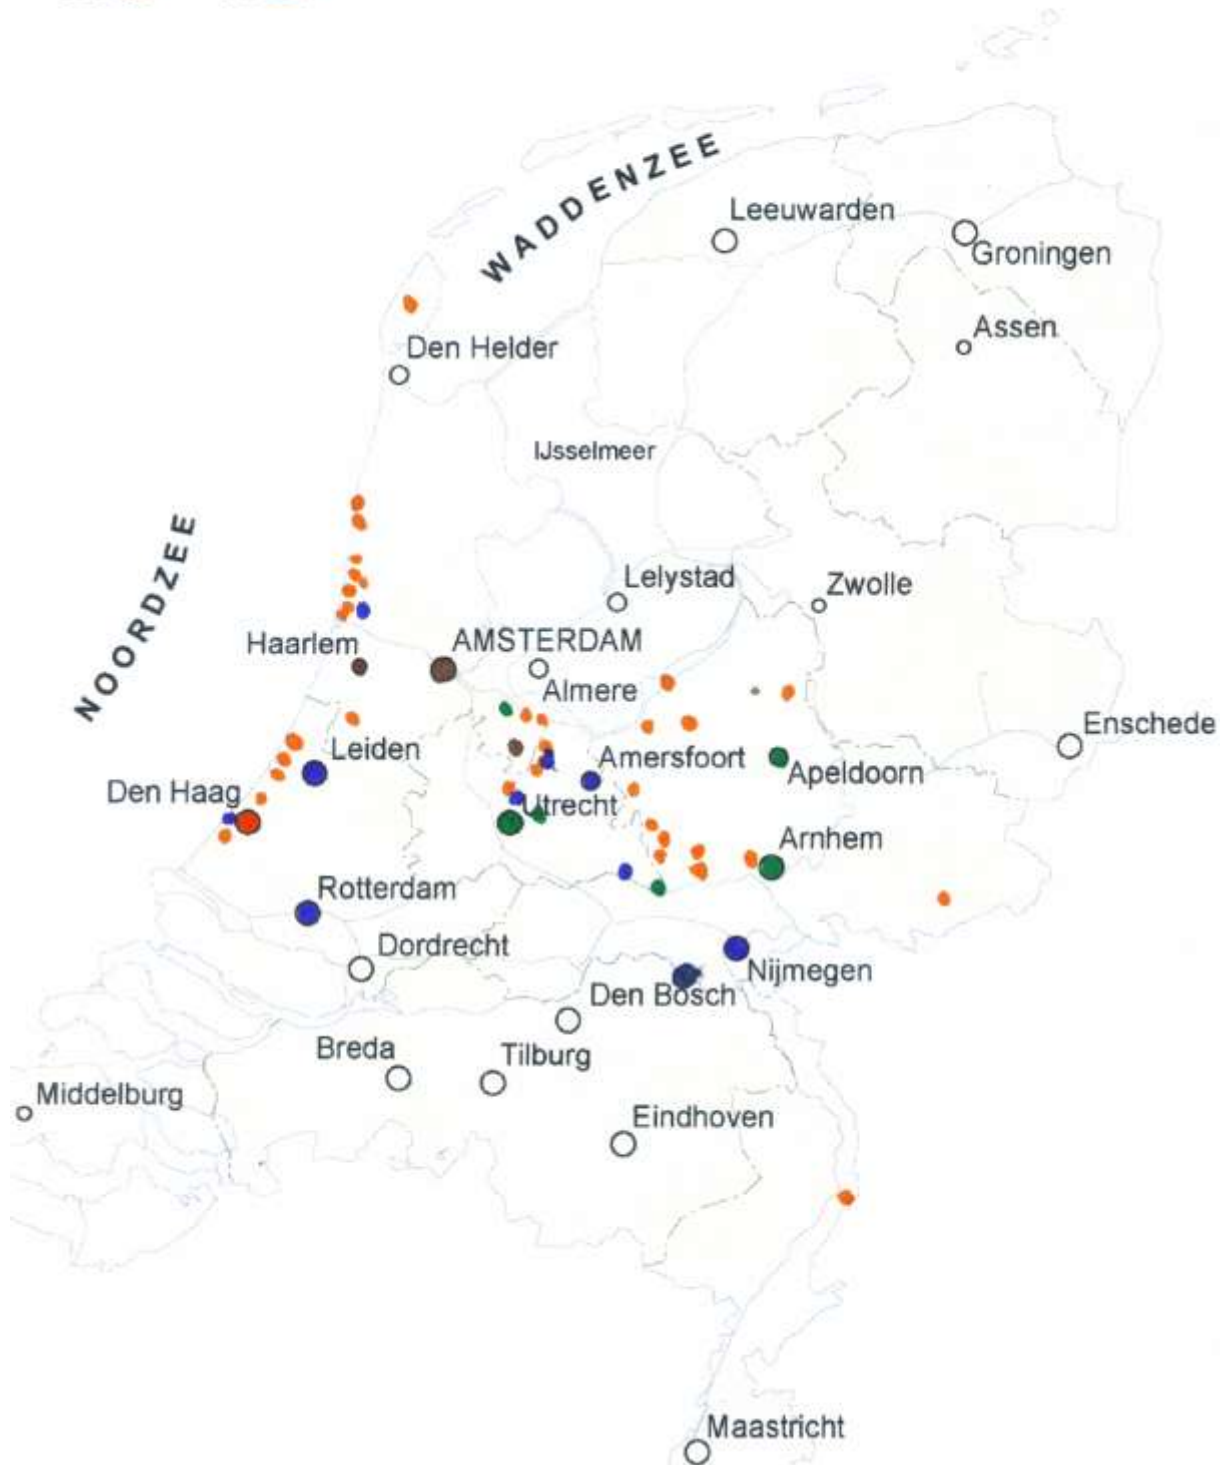 WADDENZEE
Leeuwarden
Groningen
Assen
Den Helder
IJsselmeer
NOORDZEE
Lelystad
Zwolle
Haarlem
AMSTERDAM
Almere
Enschede
Leiden
Amersfoort
Apeldoorn
Den Haag
Utrecht
Arnhem
Rotterdam
Dordrecht
Nijmegen
Den Bosch
Breda
Tilburg
Middelburg
Eindhoven
Maastricht